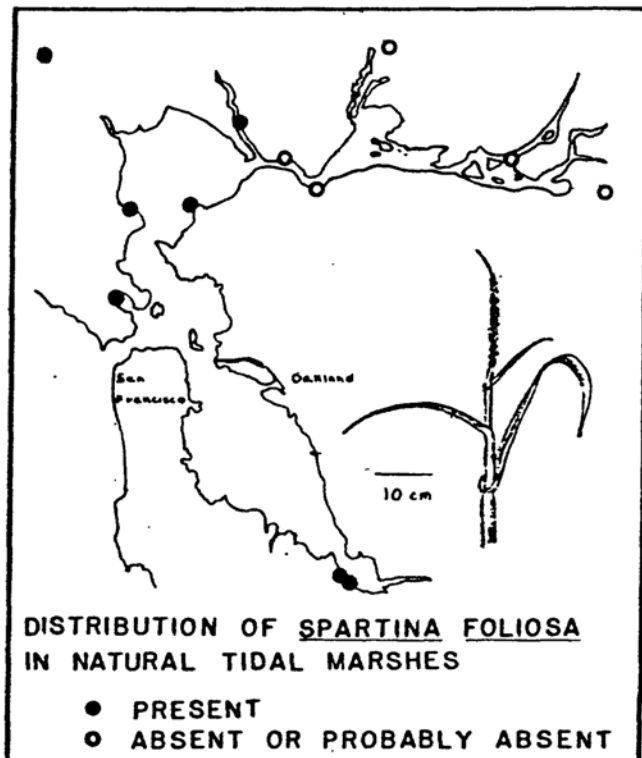 San
Francisco
Oakland
10 cm
DISTRIBUTION OF SPARTINA FOLIOSA
IN NATURAL TIDAL MARSHES
PRESENT
ABSENT OR PROBABLY ABSENT